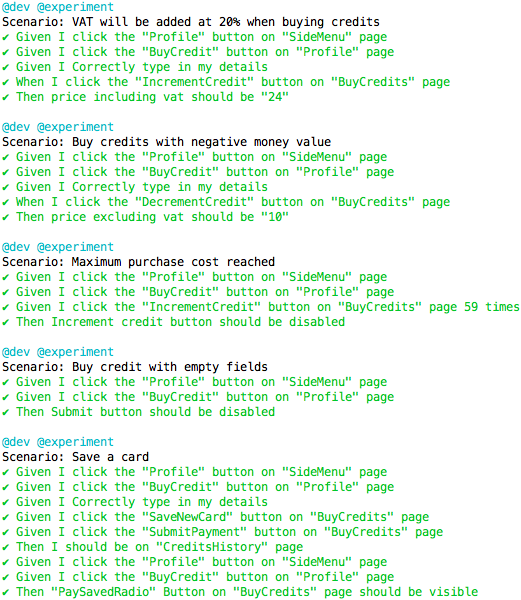 @dev @experiment
Scenario: VAT will be added at 20% when buying credits
✔ Given I click the "Profile" button on "SideMenu" page
✔ Given I click the "BuyCredit" button on "Profile" page
✔ Given I Correctly type in my details
✔ When I click the "IncrementCredit" button on "BuyCredits" page
✔ Then price including vat should be "24"
@dev @experiment
Scenario: Buy credits with negative money value
✔ Given I click the "Profile" button on "SideMenu" page
✔ Given I click the "BuyCredit" button on "Profile" page
✔ Given I Correctly type in my details
✔ When I click the "DecrementCredit" button on "BuyCredits" page
✔ Then price excluding vat should be "10"
@dev @experiment
Scenario: Maximum purchase cost reached
✔ Given I click the "Profile" button on "SideMenu" page
✔ Given I click the "BuyCredit" button on "Profile" page
✔ Given I click the "IncrementCredit" button on "BuyCredits" page 59 times
✔ Then Increment credit button should be disabled
@dev @experiment
Scenario: Buy credit with empty fields
✔ Given I click the "Profile" button on "SideMenu" page
✔ Given I click the "BuyCredit" button on "Profile" page
✔ Then Submit button should be disabled
@dev @experiment
Scenario: Save a card
✔ Given I click the "Profile" button on "SideMenu" page
✔ Given I click the "BuyCredit" button on "Profile" page
✔ Given I Correctly type in my details
✔ Given I click the "SaveNewCard" button on "BuyCredits" page
✔ Given I click the "SubmitPayment" button on "BuyCredits" page
✔ Then I should be on "CreditsHistory" page
✔ Given I click the "Profile" button on "SideMenu" page
✔ Given I click the "BuyCredit" button on "Profile" page
✔ Then "PaySavedRadio" Button on "BuyCredits" page should be visible